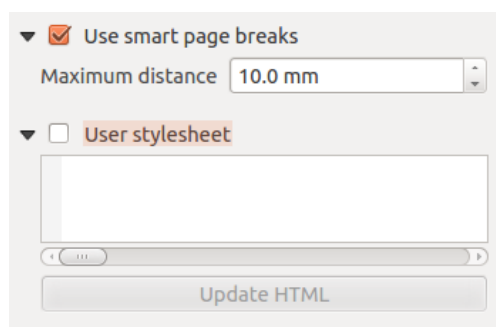 Use smart page breaks
Maximum distance 10.0 mm
User stylesheet
Update HTML